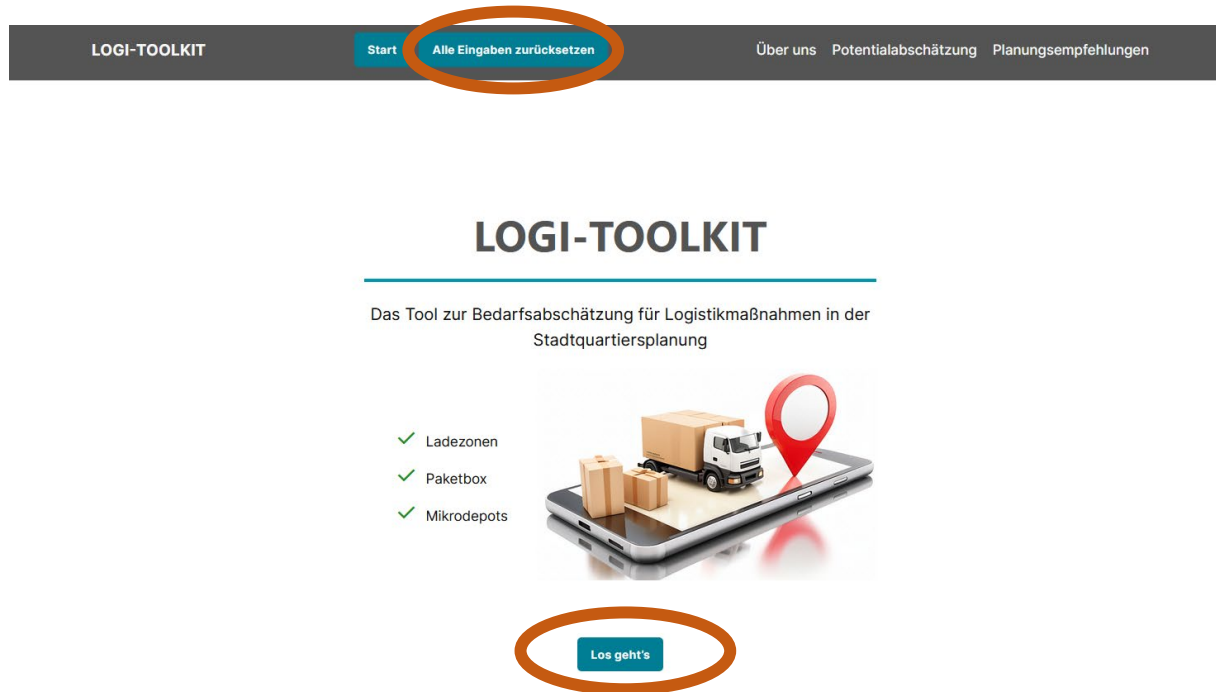 LOGI-TOOLKIT
Start
Alle Eingaben zurücksetzen
Über uns
Potentialabschätzung
Planungsempfehlungen
LOGI-TOOLKIT
Das Tool zur Bedarfsabschätzung für Logistikmaßnahmen in der
Stadtquartiersplanung
Ladezonen
Paketbox
Mikrodepots
Los geht's